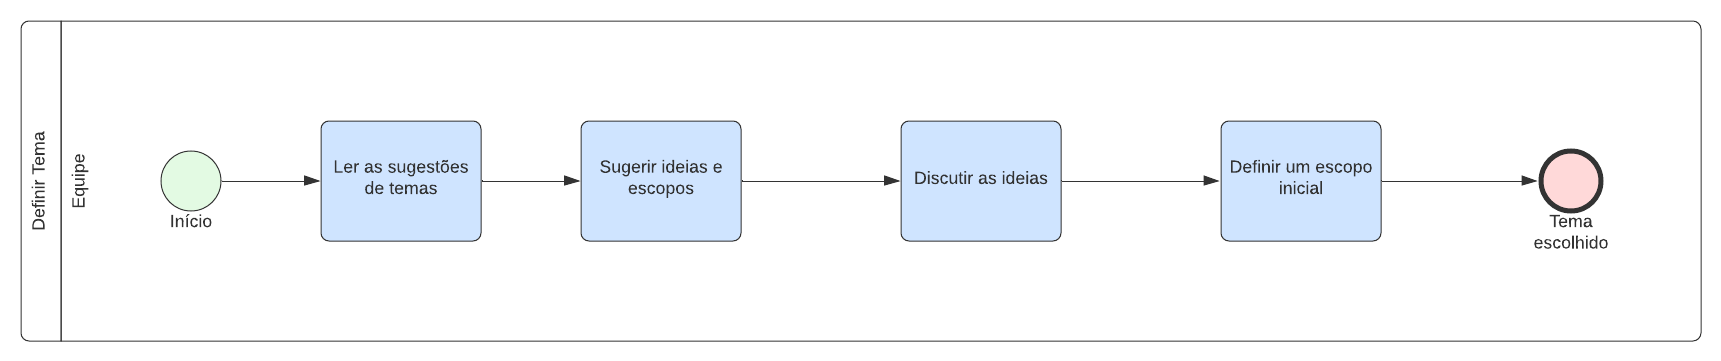 Definir Tema
Equipe
Início
Ler as sugestões
de temas
Sugerir ideias e
escopos
Discutir as ideias
Definir um escopo
inicial
Tema
escolhido